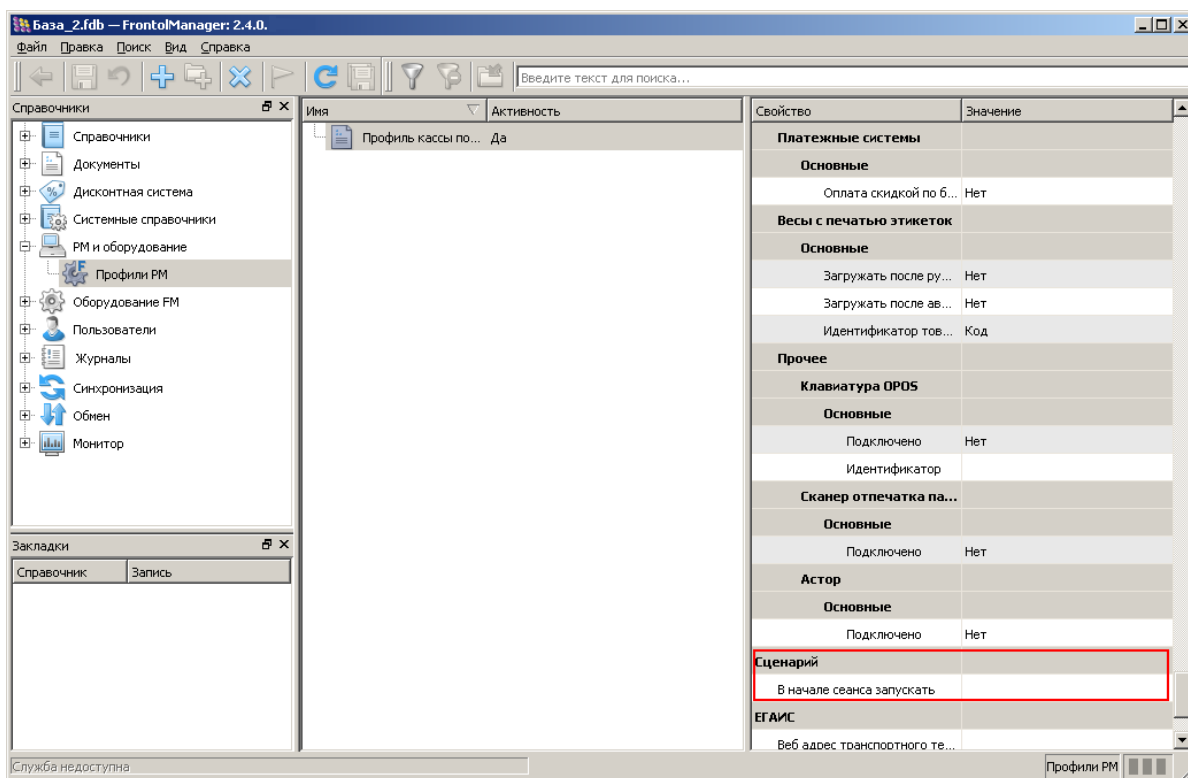 База_2.fdb — FrontolManager: 2.4.0.
Файл Правка Поиск Вид Справка
Введите текст для поиска...
Справочники
Справочники
Документы
Дисконтная система
Системные справочники
РМ и оборудование
Профили РМ
Оборудование FM
Пользователи
Журналы
Синхронизация
Обмен
Монитор
Закладки
Справочник Запись
Имя Активность
Профиль кассы по... Да
Свойство Значение
Платежные системы
Основные
Оплата скидкой по б... Нет
Весы с печатью этикеток
Основные
Загружать после ру... Нет
Загружать после ав... Нет
Идентификатор тов... Код
Прочее
Клавиатура OPOS
Основные
Подключено Нет
Идентификатор
Сканер отпечатка па...
Основные
Подключено Нет
Актор
Основные
Подключено Нет
Сценарий
В начале сеанса запускать
ЕГАИС
Веб адрес транспортного те...
Служба недоступна
Профили РМ